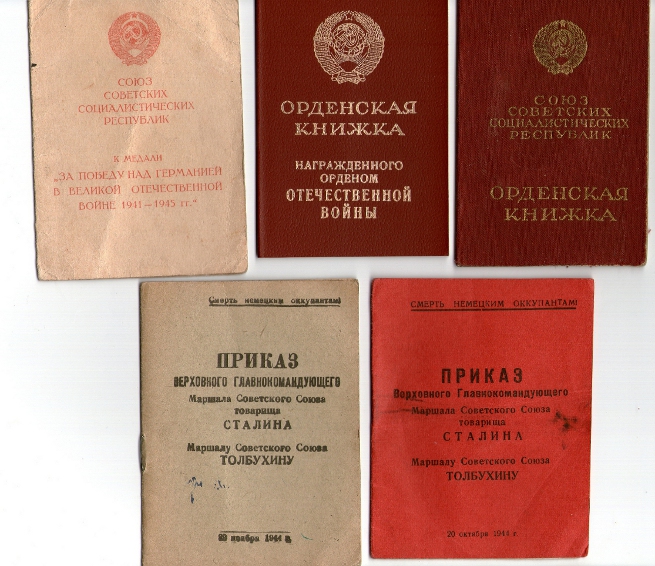 СОЮЗ
СОВЕТСКИХ
СОЦИАЛИСТИЧЕСКИХ
РЕСПУБЛИК
К МЕДАЛИ
„ЗА ПОБЕДУ НАД ГЕРМАНИЕЙ
В ВЕЛИКОЙ ОТЕЧЕСТВЕННОЙ
ВОЙНЕ 1941—1945 гг."
ОРДЕНСКАЯ
КНИЖКА
НАГРАЖДЕННОГО
ОРДЕНОМ
ОТЕЧЕСТВЕННОЙ
ВОЙНЫ
СОЮЗ
СОВЕТСКИХ
СОЦИАЛИСТИЧЕСКИХ
РЕСПУБЛИК
ОРДЕНСКАЯ
КНИЖКА
Смерть немецким оккупантам!
ПРИКАЗ
ВЕРХОВНОГО ГЛАВНОКОМАНДУЮЩЕГО
Маршала Советского Союза
товарища
СТАЛИНА
Маршалу Советского Союза
ТОЛБУХИНУ
ноября 1944 г.
СМЕРТЬ НЕМЕЦКИМ ОККУПАНТАМ!
ПРИКАЗ
Верховного Главнокомандующего
Маршала Советского Союза
товарища
СТАЛИНА
Маршалу Советского Союза
ТОЛБУХИНУ
20 октября 1944 г.